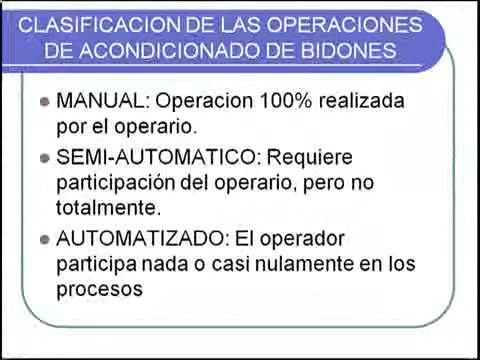 CLASIFICACION DE LAS OPERACIONES
DE ACONDICIONADO DE BIDONES
MANUAL: Operacion 100% realizada
por el operario.
SEMI-AUTOMATICO: Requiere
participación del operario, pero no
totalmente.
AUTOMATIZADO: El operador
participa nada o casi nulamente en los
procesos